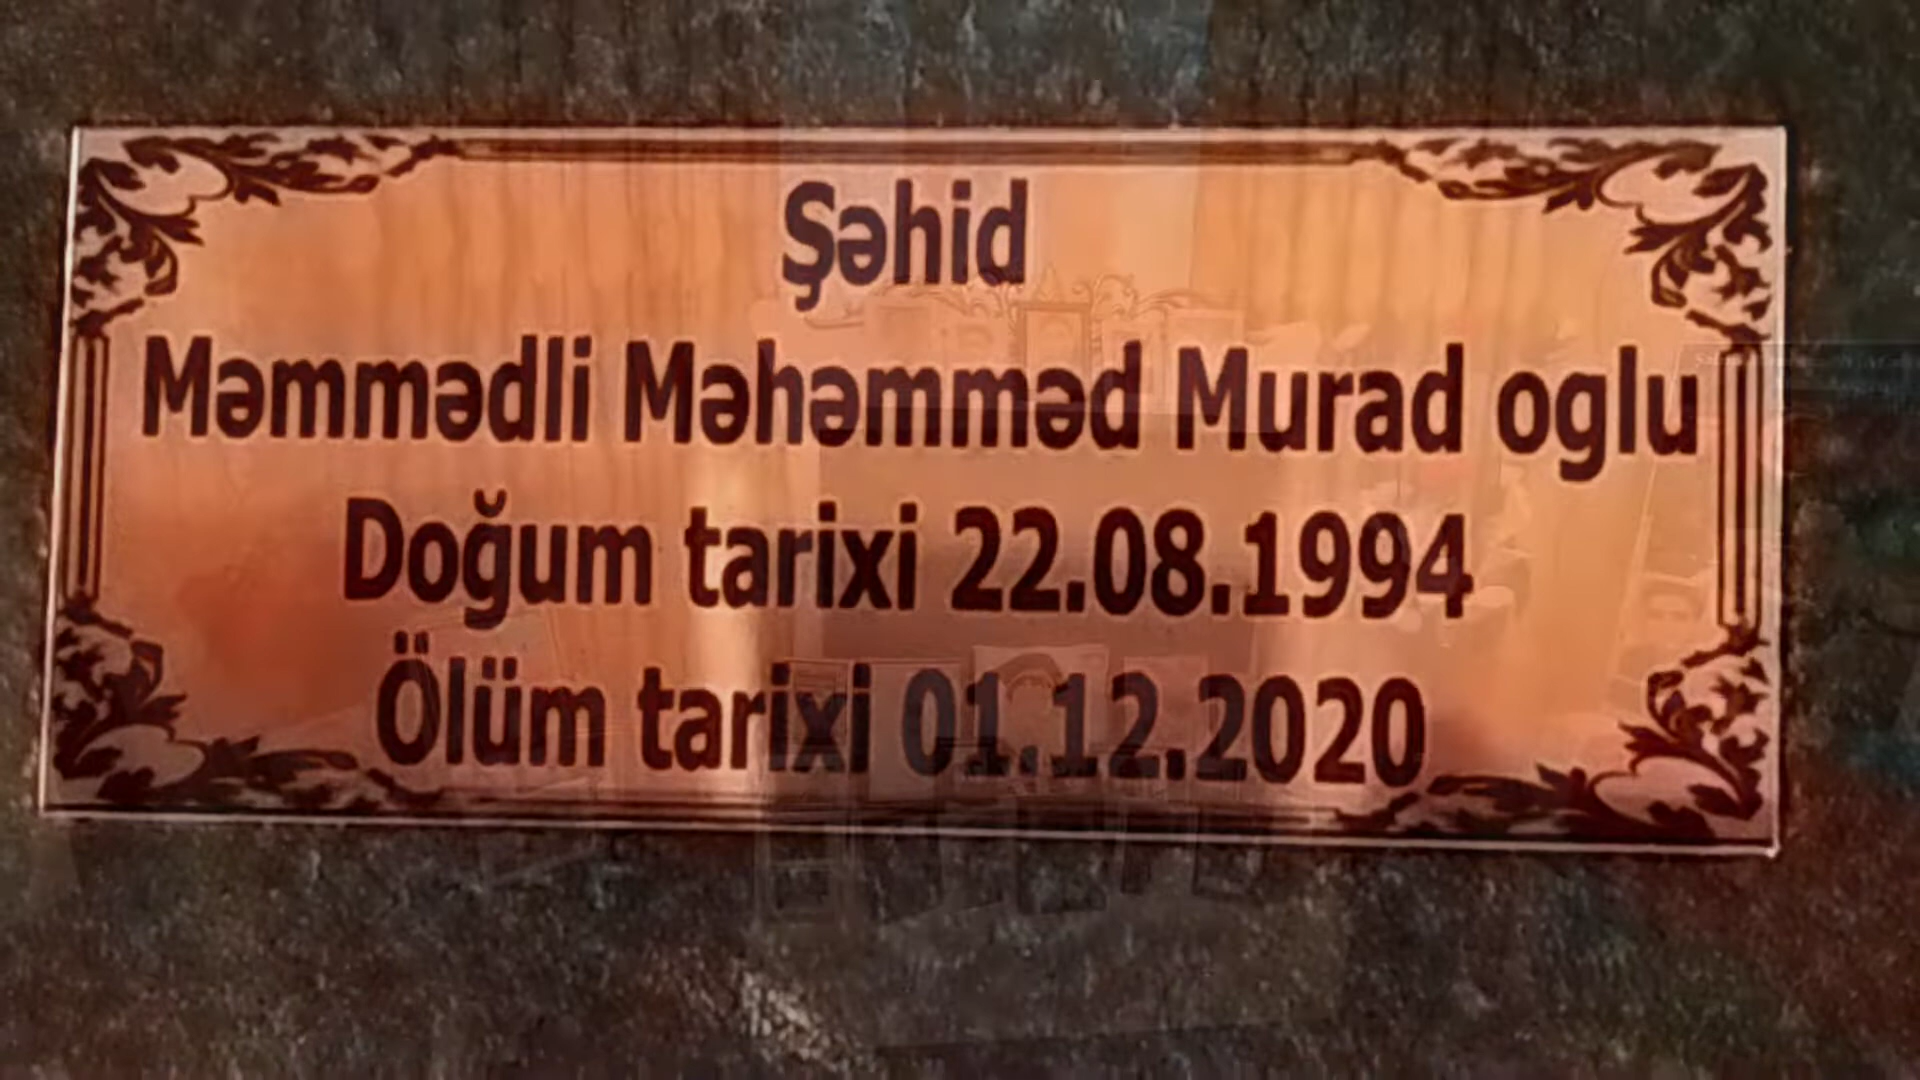 Şəhid
Məmmədli Məhəmməd Murad oglu
Doğum tarixi 22.08.1994
Ölüm tarixi 01.12.2020